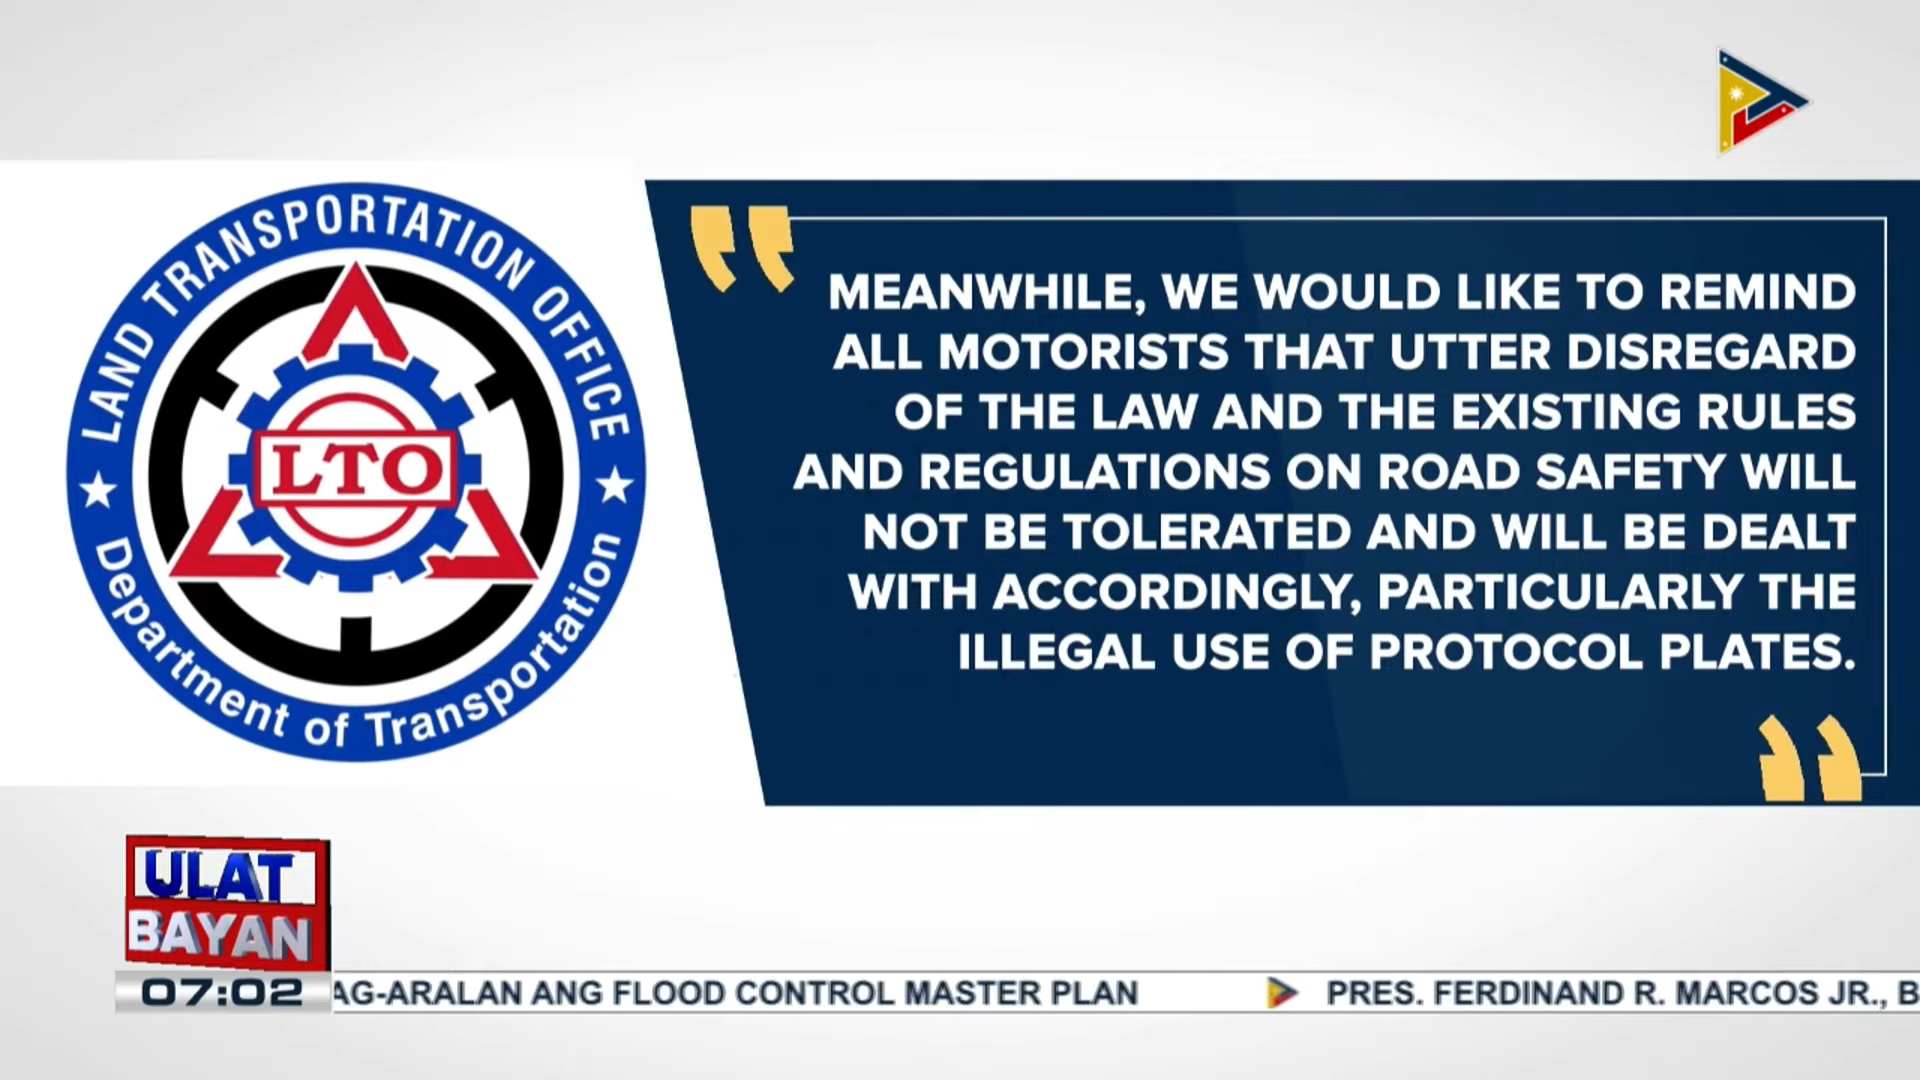 LAND TRANSPORTATION OFFICE
LTO
Department of Transportation
MEANWHILE, WE WOULD LIKE TO REMIND
ALL MOTORISTS THAT UTTER DISREGARD
OF THE LAW AND THE EXISTING RULES
AND REGULATIONS ON ROAD SAFETY WILL
NOT BE TOLERATED AND WILL BE DEALT
WITH ACCORDINGLY, PARTICULARLY THE
ILLEGAL USE OF PROTOCOL PLATES.
ULAT
BAYAN
07:02
AG-ARALAN ANG FLOOD CONTROL MASTER PLAN PRES. FERDINAND R. MARCOS JR., B